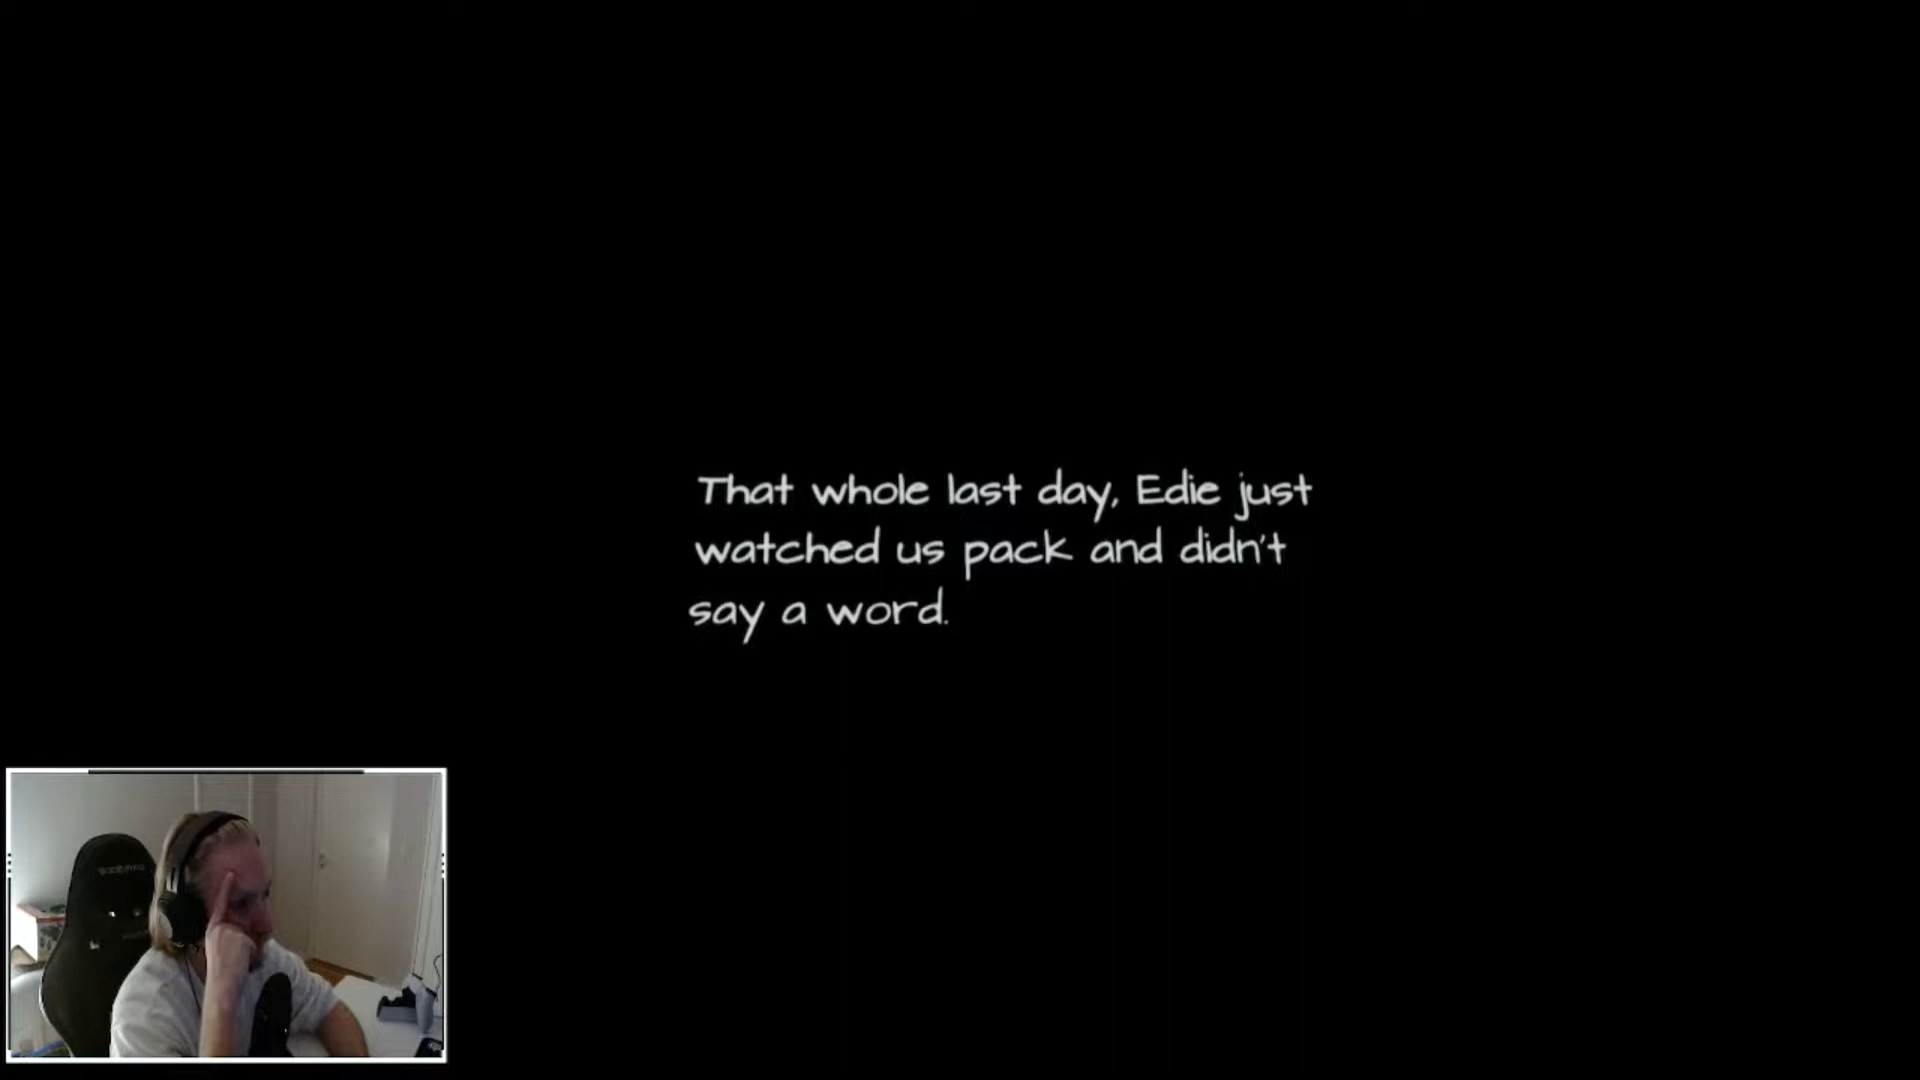 That whole last day, Edie just
watched us pack and didn't
say a word.